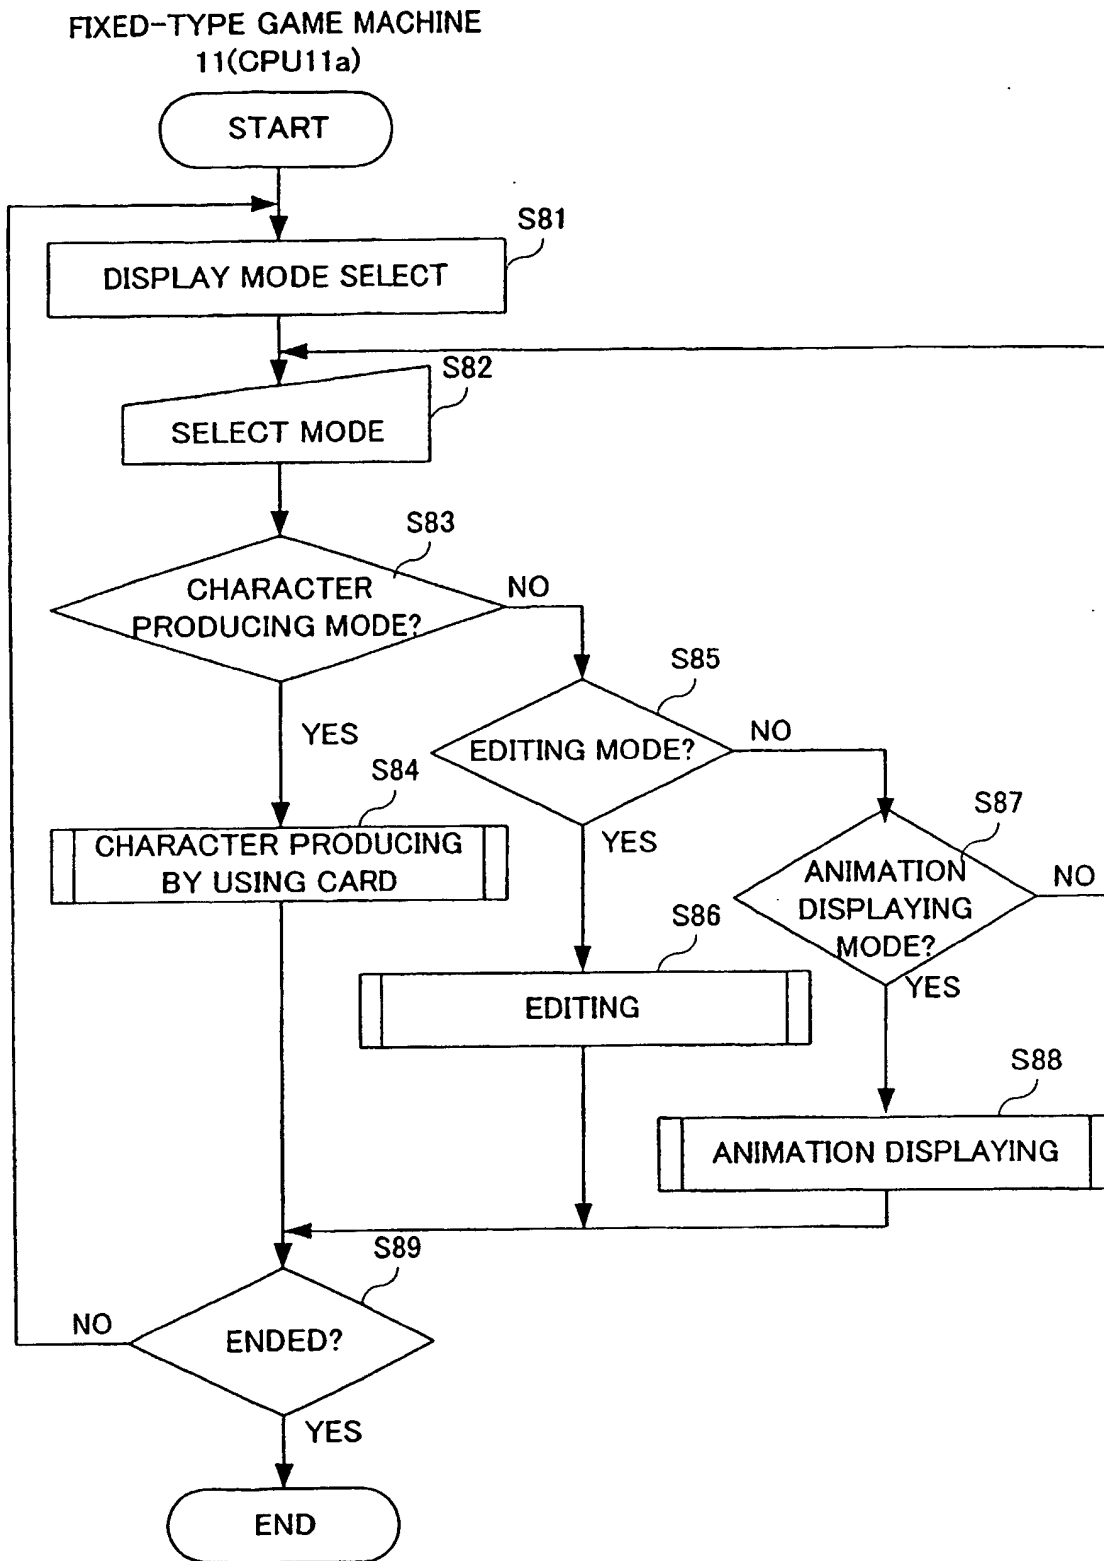 FIXED-TYPE GAME MACHINE
11(CPU11a)
START
S81
DISPLAY MODE SELECT
S82
SELECT MODE
S83
CHARACTER
PRODUCING MODE?
NO
YES
S85
EDITING MODE?
NO
YES
S84
CHARACTER PRODUCING
BY USING CARD
S87
ANIMATION
DISPLAYING
MODE?
NO
YES
S86
EDITING
S88
ANIMATION DISPLAYING
S89
ENDED?
NO
YES
END